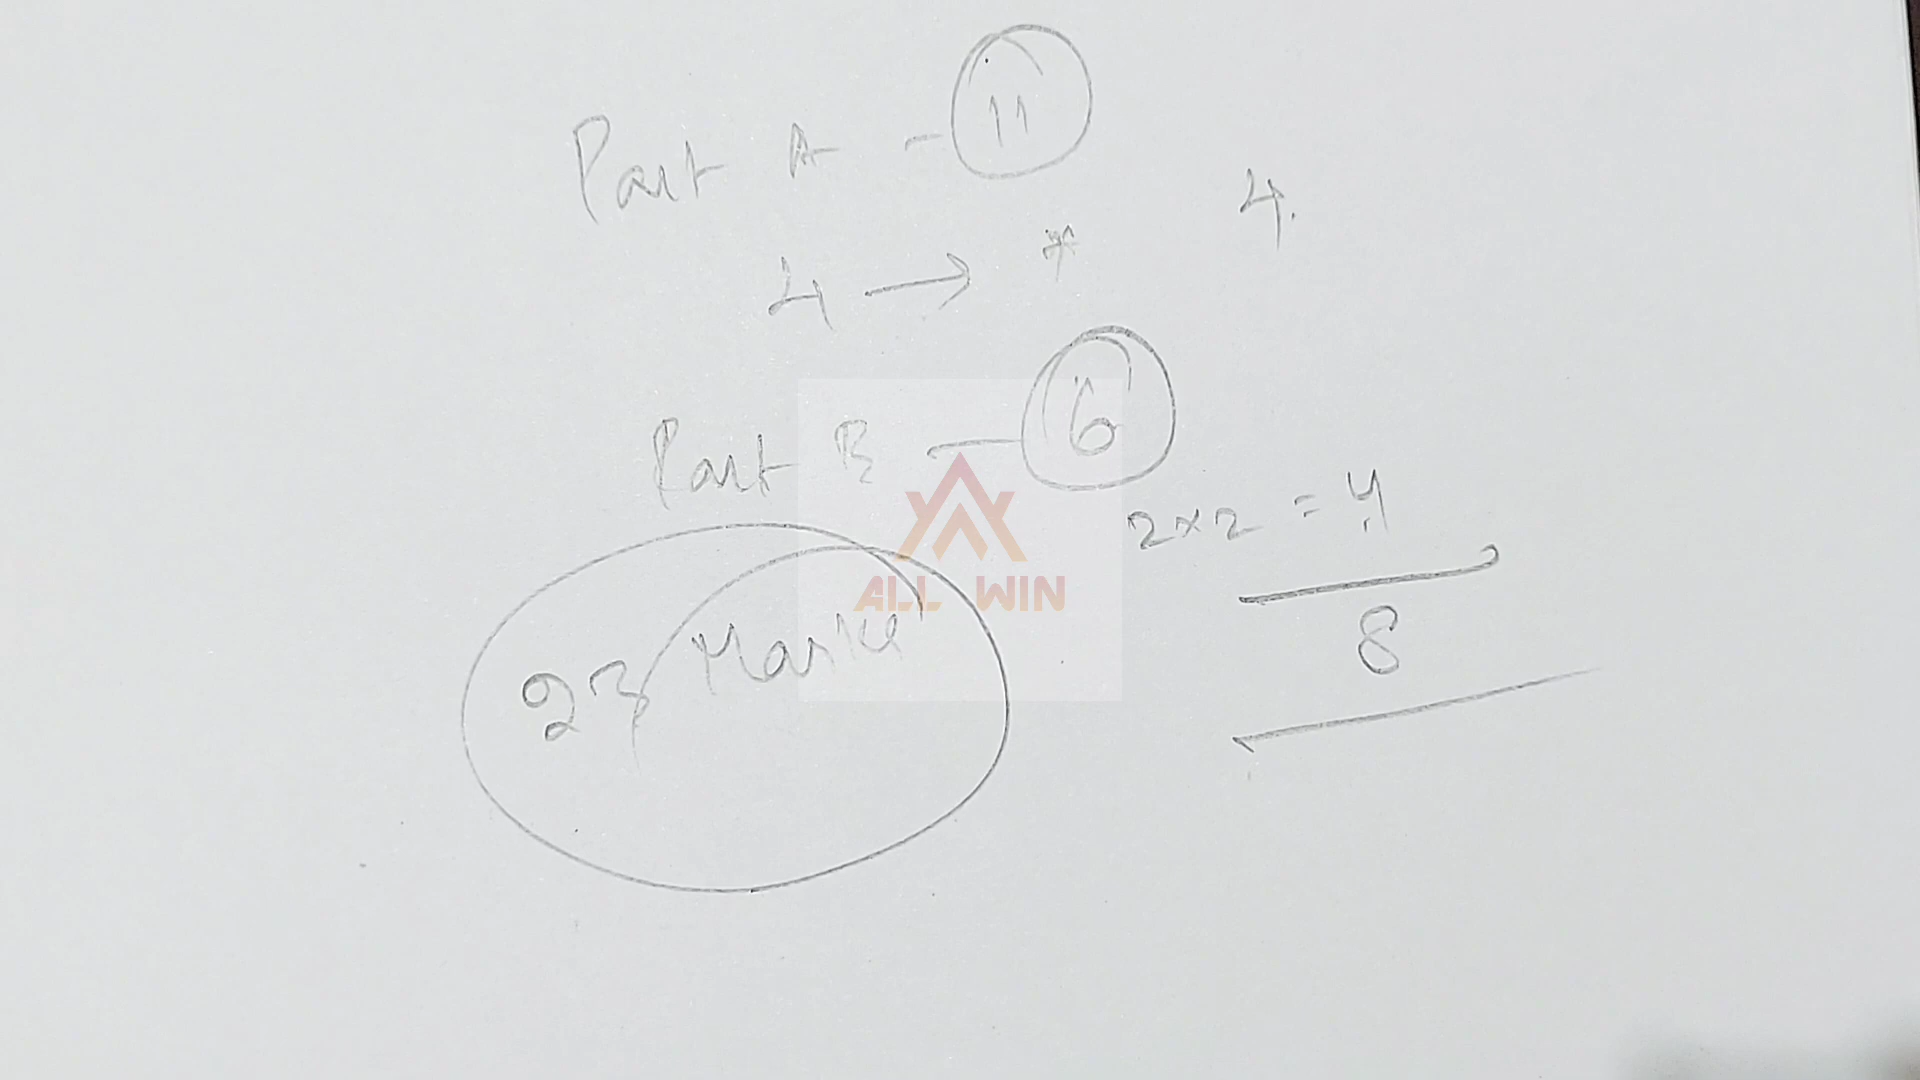 Part A - 11
4 → *
4.
Part B — 6
2×2 = 4
8
23 Marks
ALL WIN